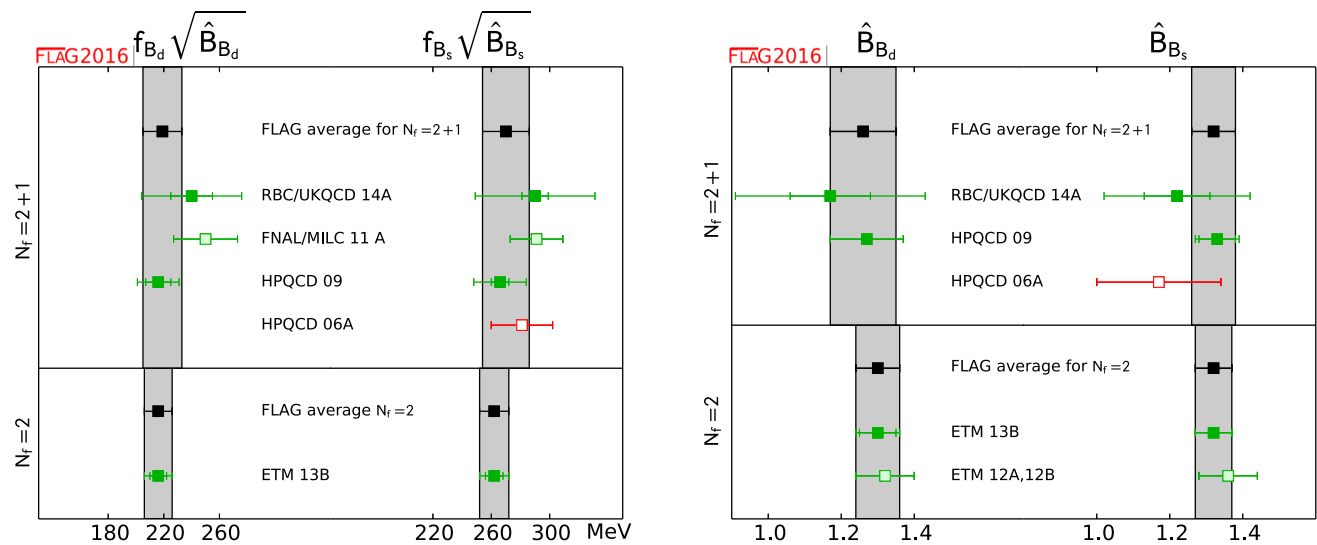 f_{B_d} √B̂_{B_d} f_{B_s} √B̂_{B_s}
FLAG2016 220 260 300
N_f=2+1
FLAG average for N_f=2+1
RBC/UKQCD 14A
FNAL/MILC 11 A
HPQCD 09
HPQCD 06A
N_f=2
FLAG average N_f=2
ETM 13B
180 220 260 220 260 300 MeV
B̂_{B_d} B̂_{B_s}
FLAG2016
N_f=2+1
FLAG average for N_f=2+1
RBC/UKQCD 14A
HPQCD 09
HPQCD 06A
N_f=2
FLAG average for N_f=2
ETM 13B
ETM 12A,12B
1.0 1.2 1.4 1.0 1.2 1.4